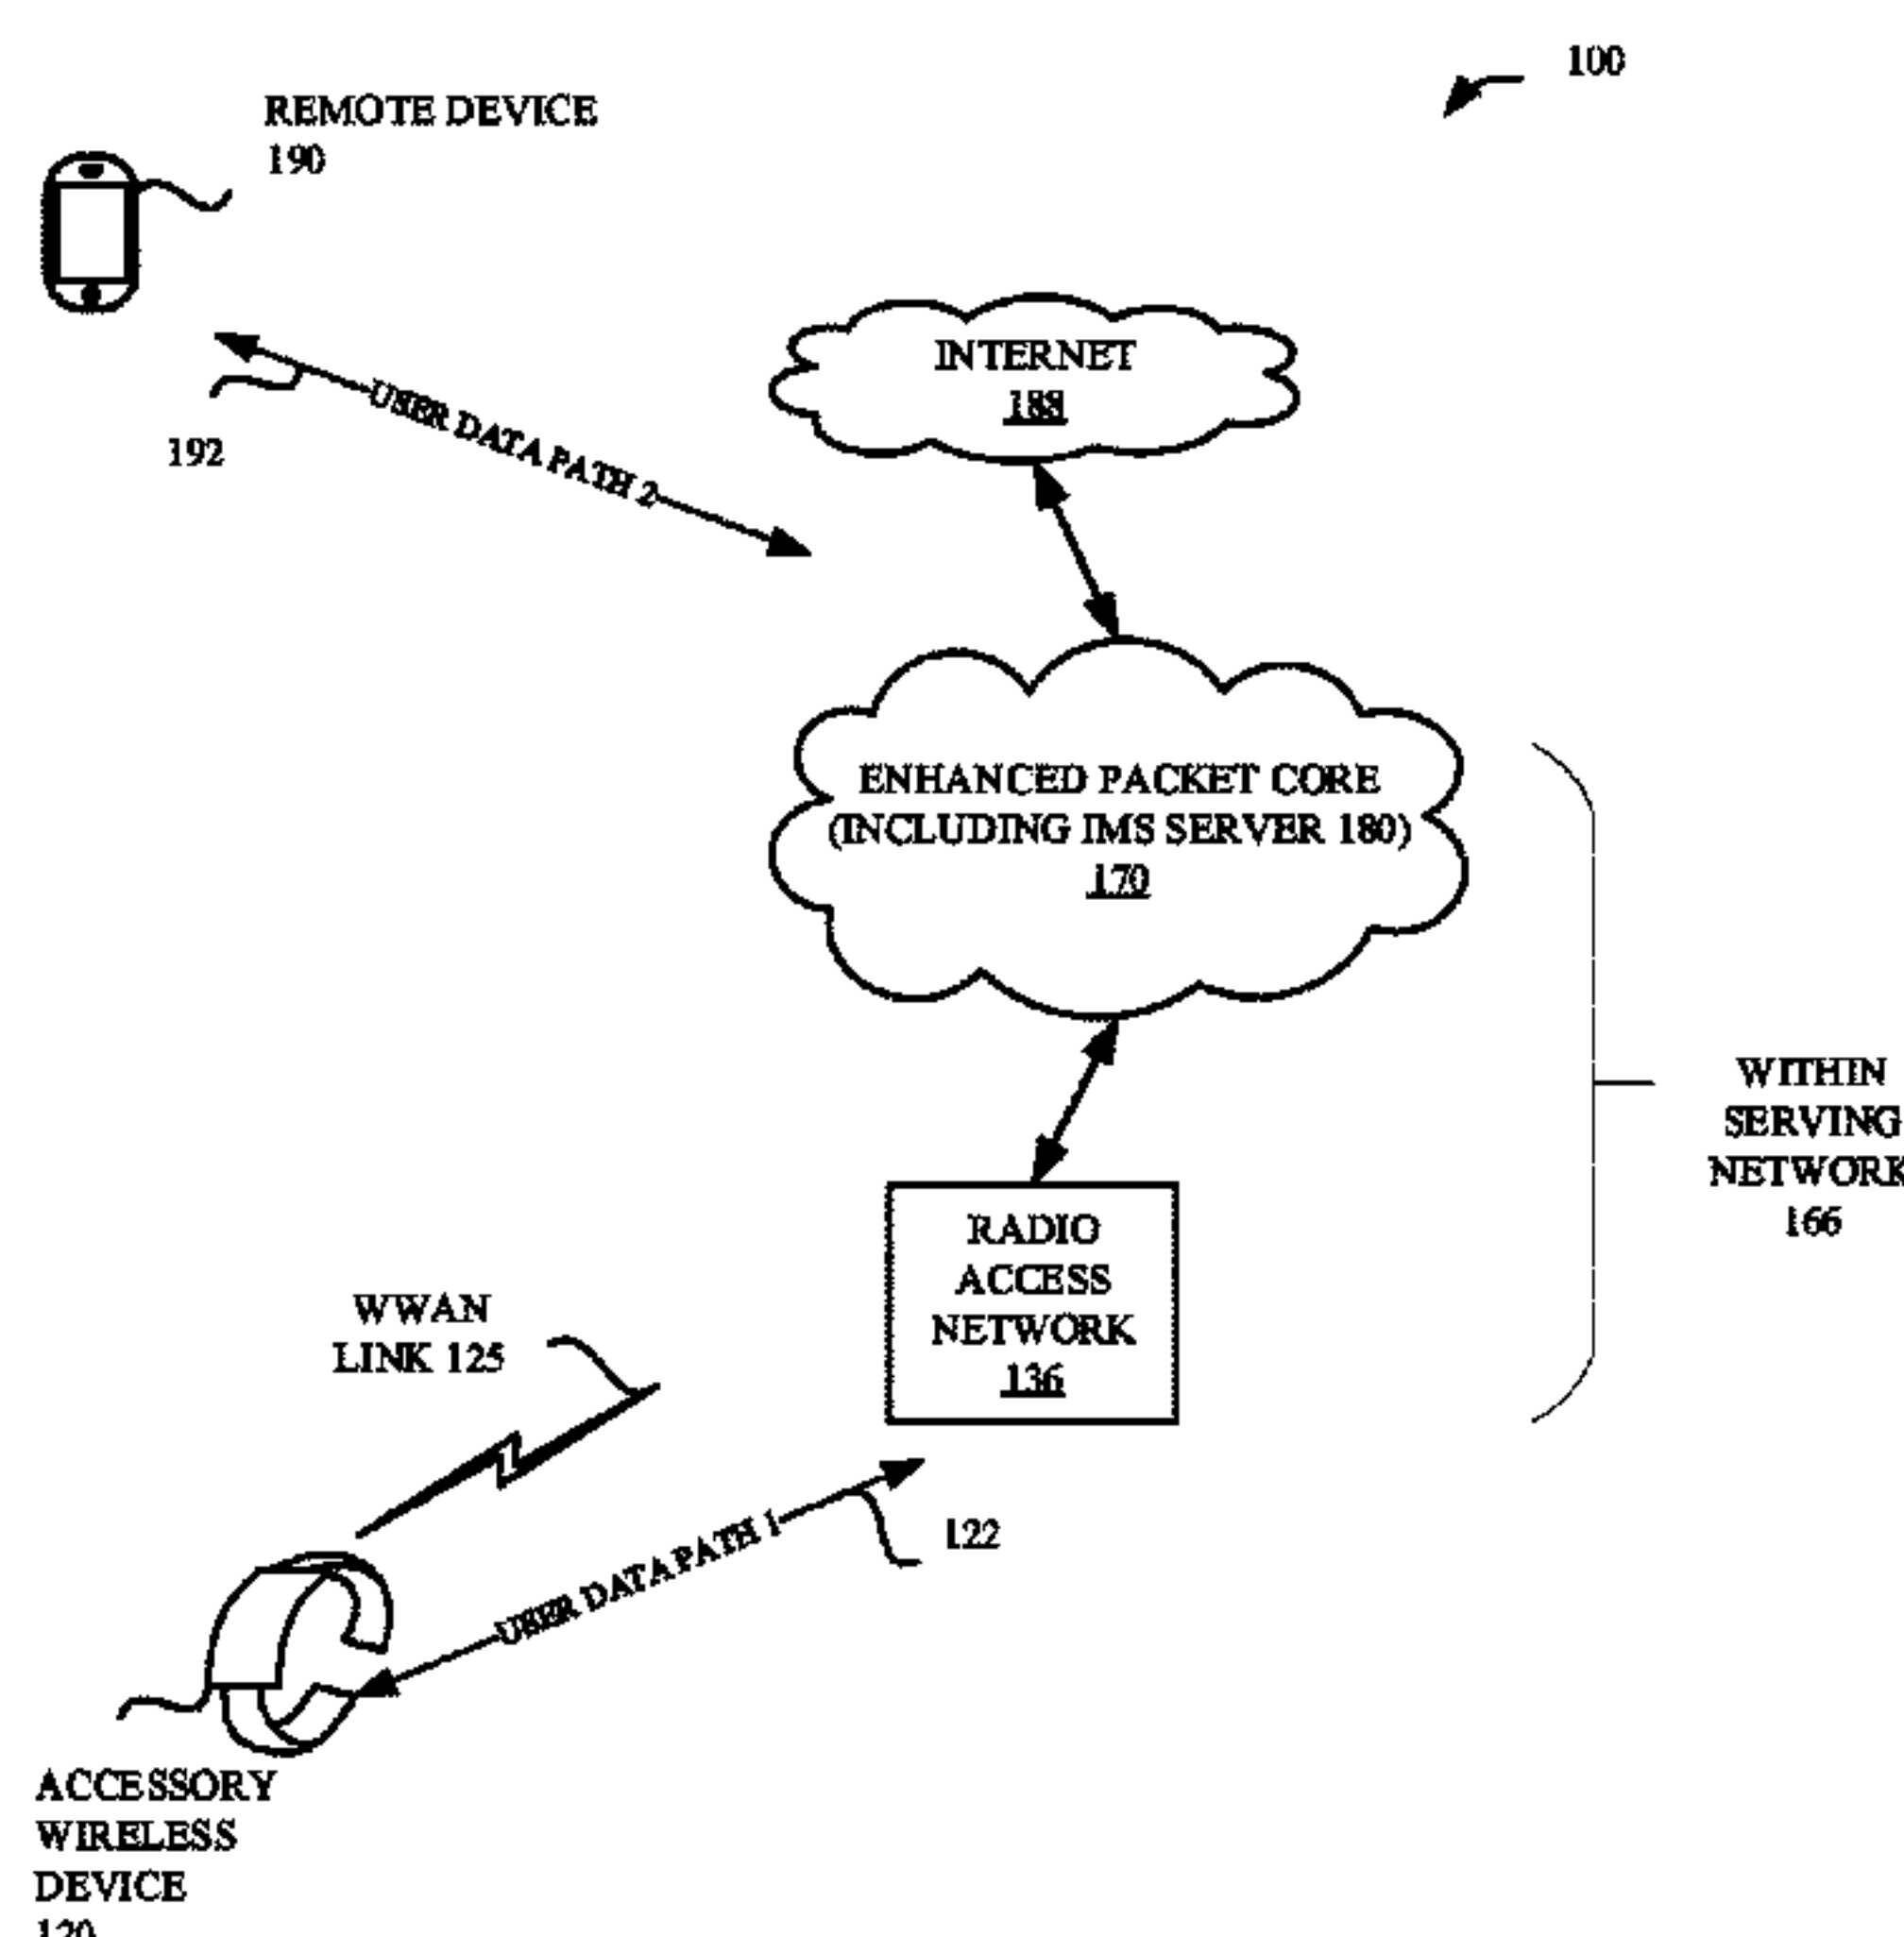 100
REMOTE DEVICE
190
INTERNET
188
192
USER DATA PATH 2
ENHANCED PACKET CORE
(INCLUDING IMS SERVER 180)
170
WITHIN
SERVING
NETWORK
166
RADIO
ACCESS
NETWORK
136
WWAN
LINK 125
USER DATA PATH 1
122
ACCESSORY
WIRELESS
DEVICE
120